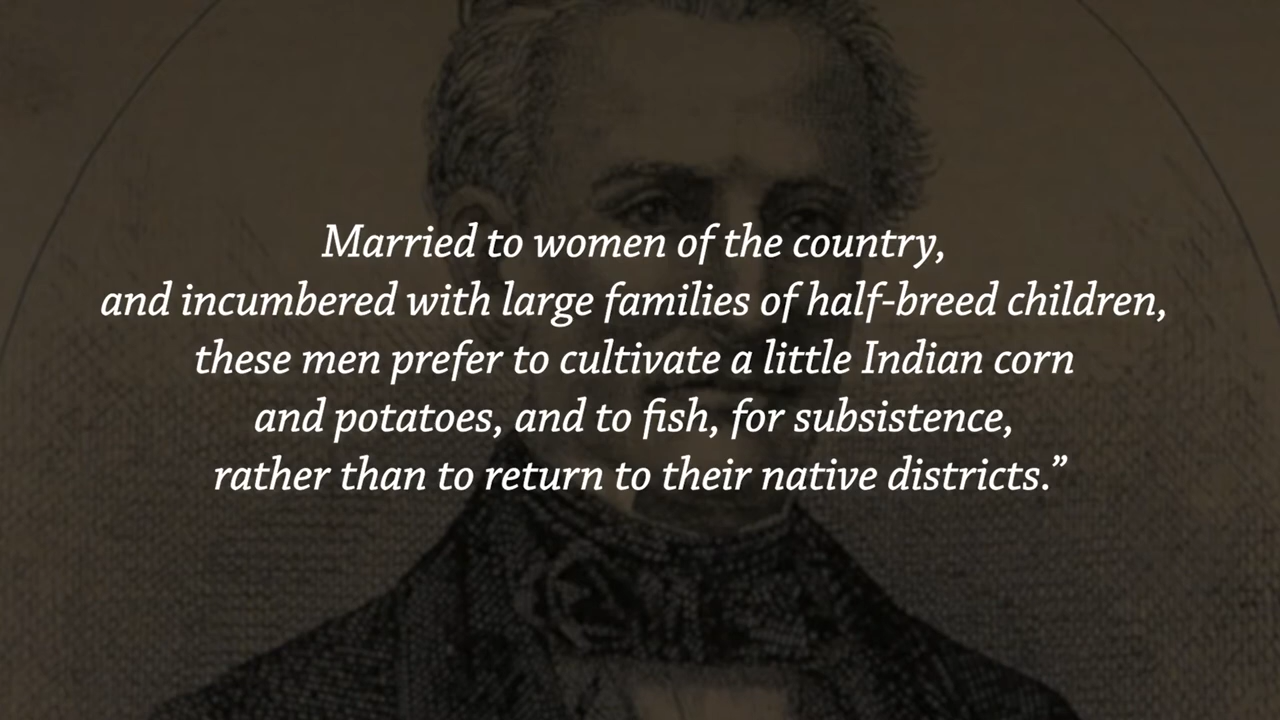 Married to women of the country,
and incumbered with large families of half-breed children,
these men prefer to cultivate a little Indian corn
and potatoes, and to fish, for subsistence,
rather than to return to their native districts.”